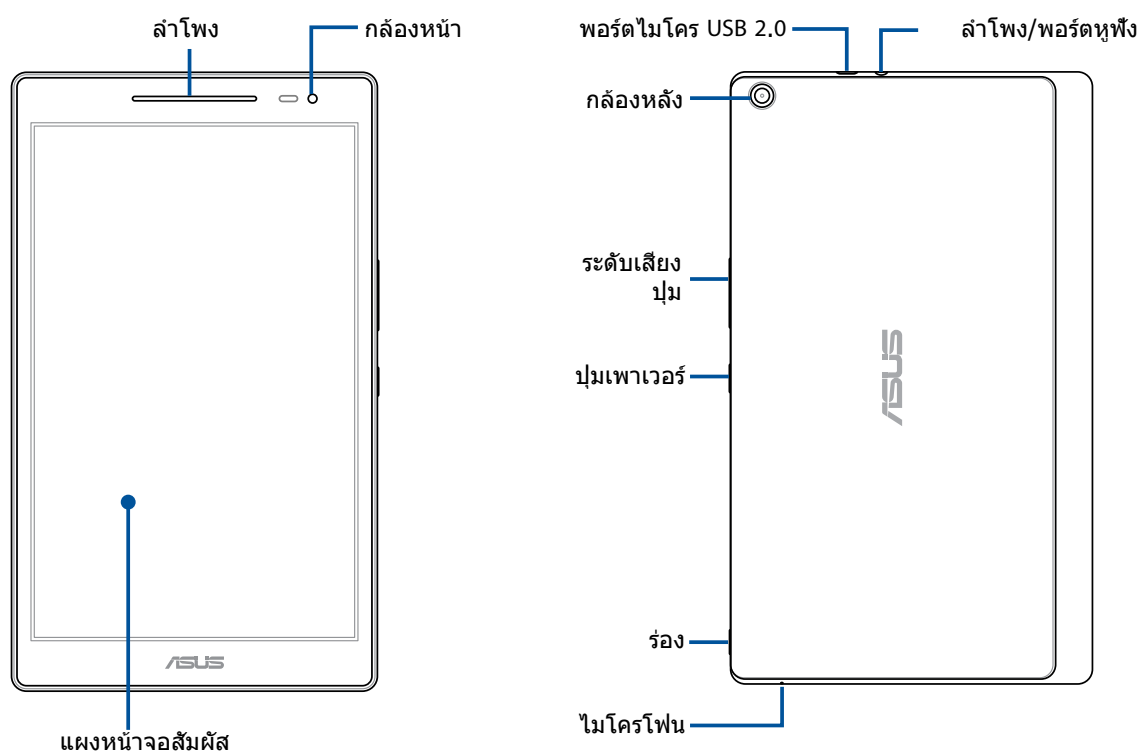 ลำโพง
กล้องหน้า
ASUS
แผงหน้าจอสัมผัส
พอร์ตไมโคร USB 2.0
ลำโพง/พอร์ตหูฟัง
กล้องหลัง
ระดับเสียง
ปุ่ม
ปุ่มเพาเวอร์
ASUS
ร่อง
ไมโครโฟน